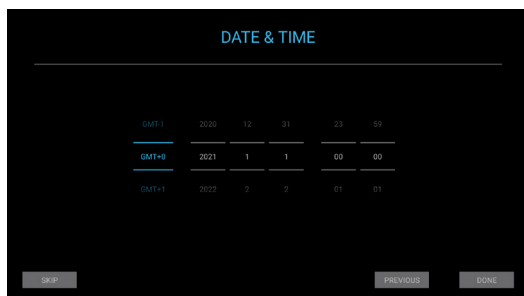 DATE & TIME
GMT-1 2020 12 31 23 59
GMT+0 2021 1 1 00 00
GMT+1 2022 2 2 01 01
SKIP PREVIOUS DONE